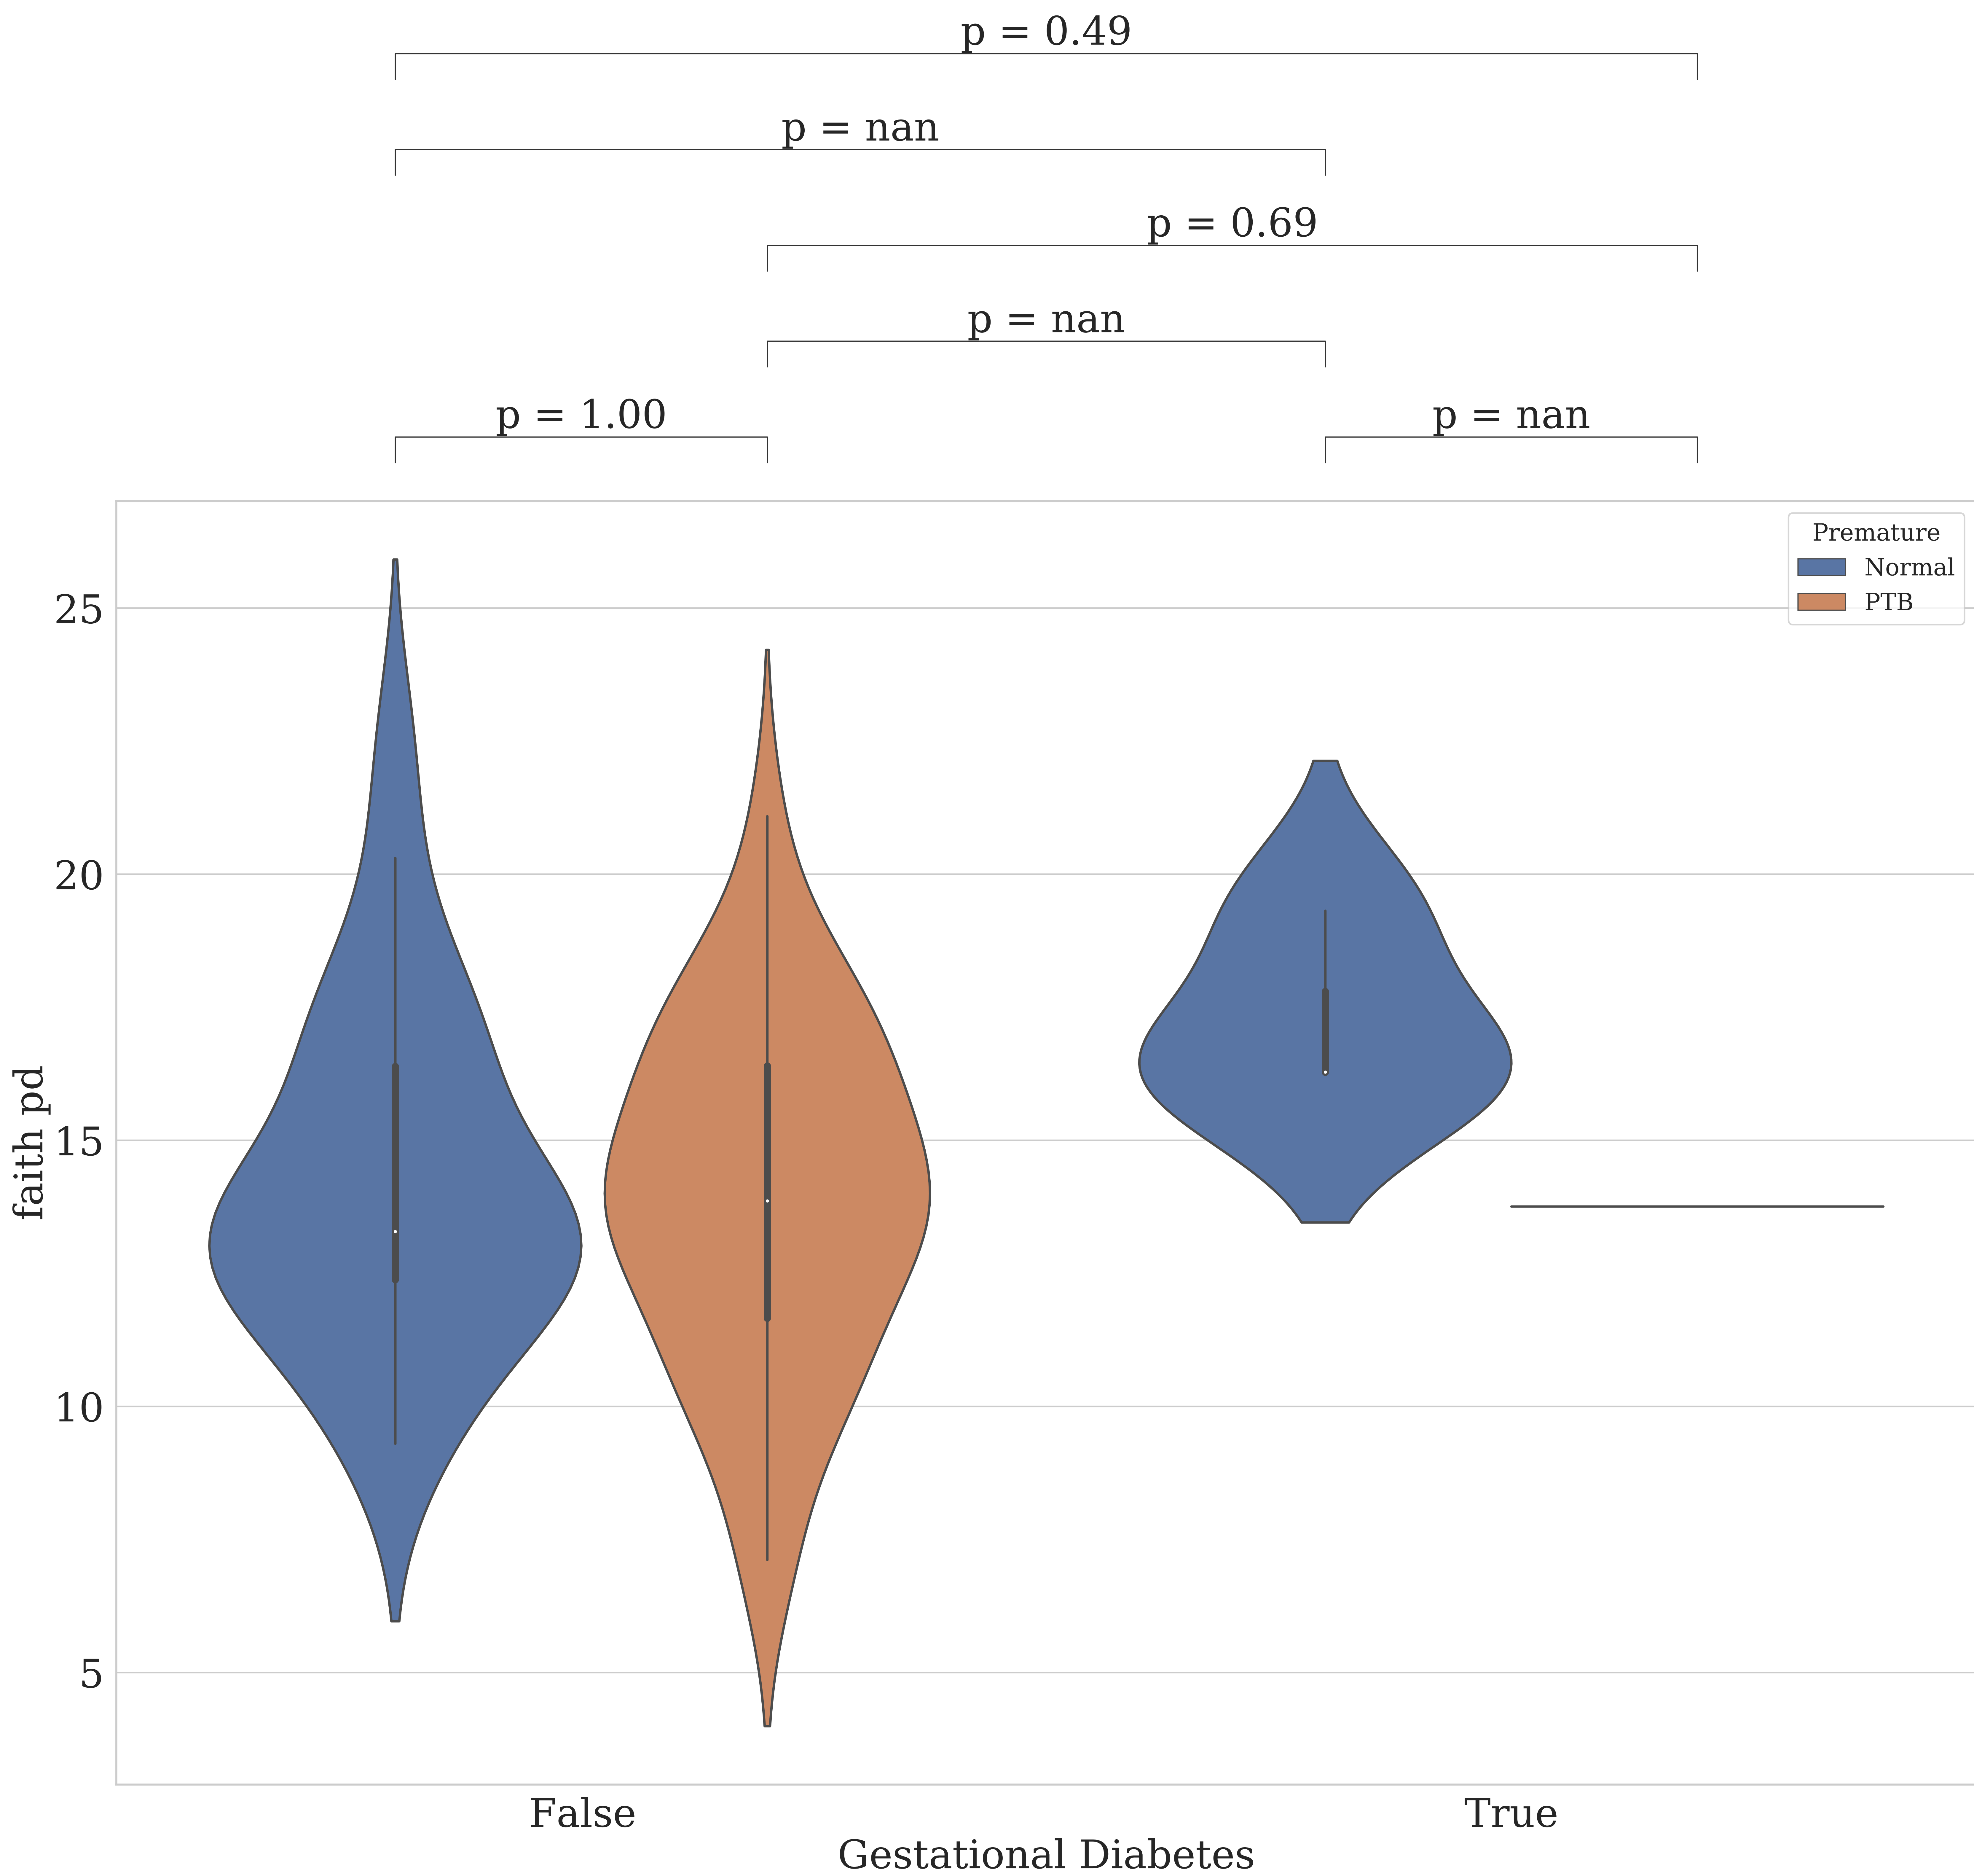 p = 0.49
p = nan
p = 0.69
p = nan
p = 1.00
p = nan
Premature
Normal
PTB
25
20
15
10
5
faith pd
False
True
Gestational Diabetes